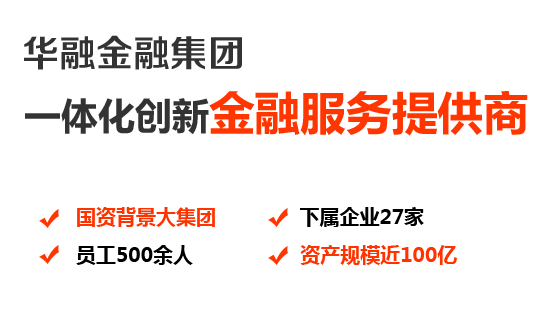 华融金融集团
一体化创新金融服务提供商
国资背景大集团
下属企业27家
员工500余人
资产规模近100亿